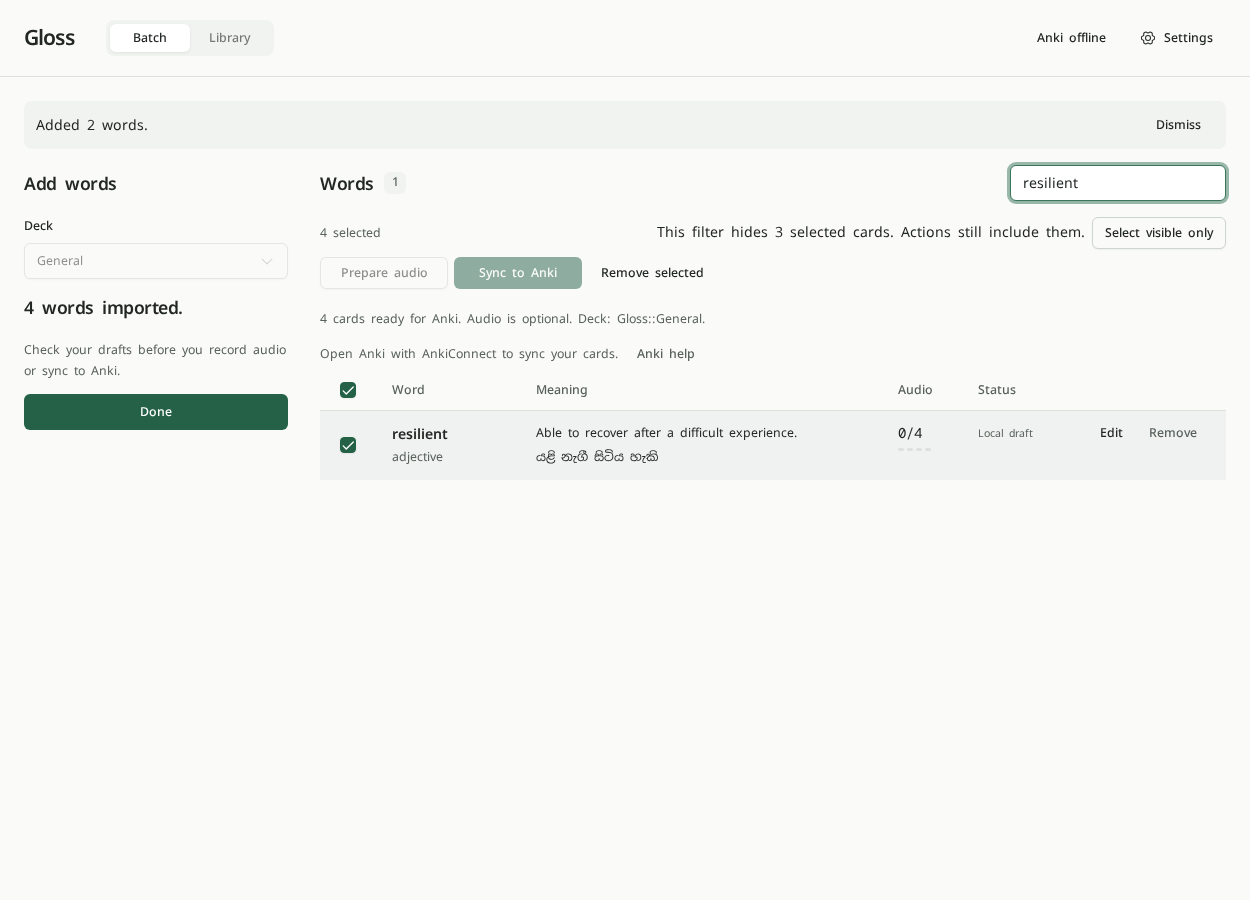 Gloss
Batch
Library
Anki offline
Settings
Added 2 words.
Dismiss
Add words
Words
1
resilient
Deck
General
4 selected
This filter hides 3 selected cards. Actions still include them.
Select visible only
Prepare audio
Sync to Anki
Remove selected
4 words imported.
4 cards ready for Anki. Audio is optional. Deck: Gloss::General.
Check your drafts before you record audio
or sync to Anki.
Done
Open Anki with AnkiConnect to sync your cards.
Anki help
Word
Meaning
Audio
Status
resilient
adjective
Able to recover after a difficult experience.
යළි නැගී සිටිය හැකි
0/4
Local draft
Edit
Remove